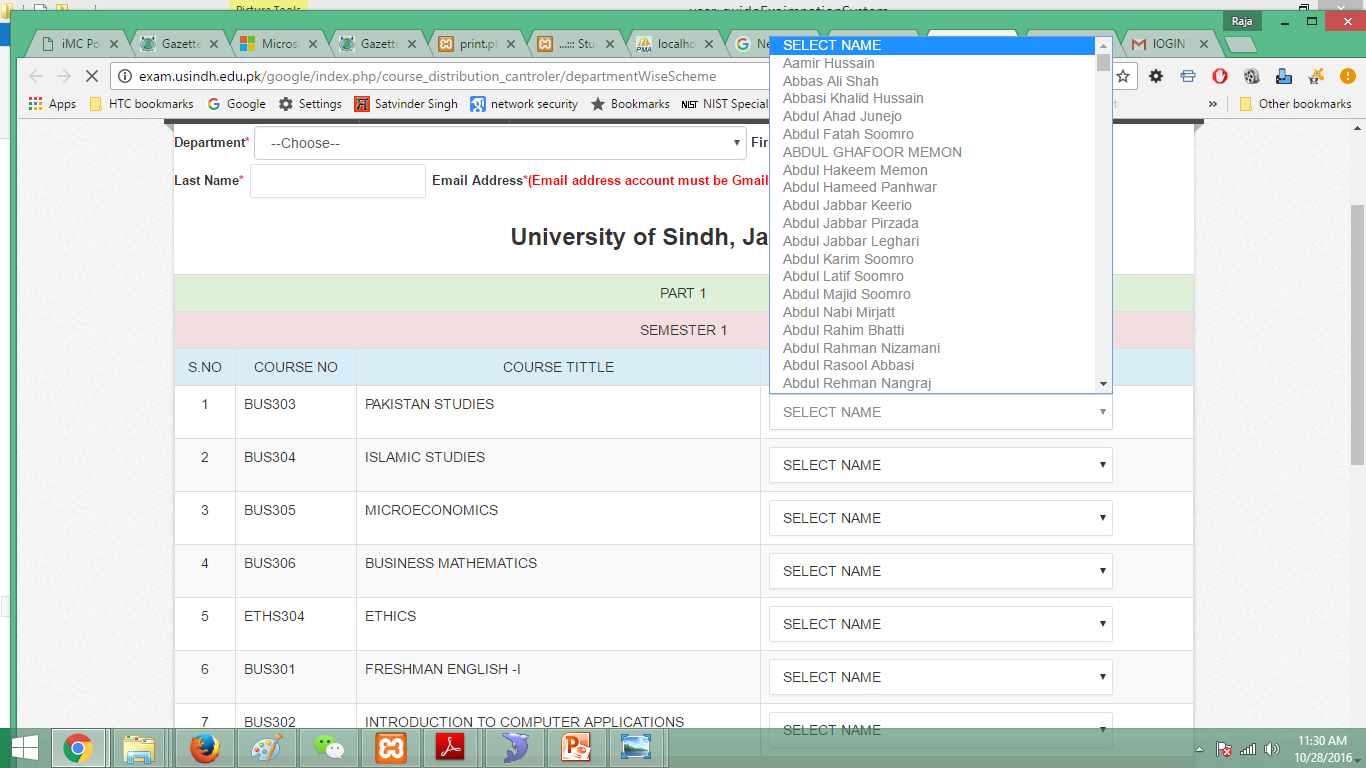 Picture Tools
Raja
iMC Po
Gazette
Micros
Gazette
print.p
...:: Stu
localho
Ne
IOGIN
exam.usindh.edu.pk/google/index.php/course_distribution_cantroler/departmentWiseScheme
Apps
HTC bookmarks
Google
Settings
Satvinder Singh
network security
Bookmarks
NIST NIST Special
»
Other bookmarks
Department* --Choose-- Fir
Last Name* Email Address*(Email address account must be Gmail
University of Sindh, Ja
PART 1
SEMESTER 1
S.NO COURSE NO COURSE TITTLE
SELECT NAME
Aamir Hussain
Abbas Ali Shah
Abbasi Khalid Hussain
Abdul Ahad Junejo
Abdul Fatah Soomro
ABDUL GHAFOOR MEMON
Abdul Hakeem Memon
Abdul Hameed Panhwar
Abdul Jabbar Keerio
Abdul Jabbar Pirzada
Abdul Jabbar Leghari
Abdul Karim Soomro
Abdul Latif Soomro
Abdul Majid Soomro
Abdul Nabi Mirjatt
Abdul Rahim Bhatti
Abdul Rahman Nizamani
Abdul Rasool Abbasi
Abdul Rehman Nangraj
1 BUS303 PAKISTAN STUDIES SELECT NAME
2 BUS304 ISLAMIC STUDIES SELECT NAME
3 BUS305 MICROECONOMICS SELECT NAME
4 BUS306 BUSINESS MATHEMATICS SELECT NAME
5 ETHS304 ETHICS SELECT NAME
6 BUS301 FRESHMAN ENGLISH -I SELECT NAME
7 BUS302 INTRODUCTION TO COMPUTER APPLICATIONS SELECT NAME
11:30 AM
10/28/2016